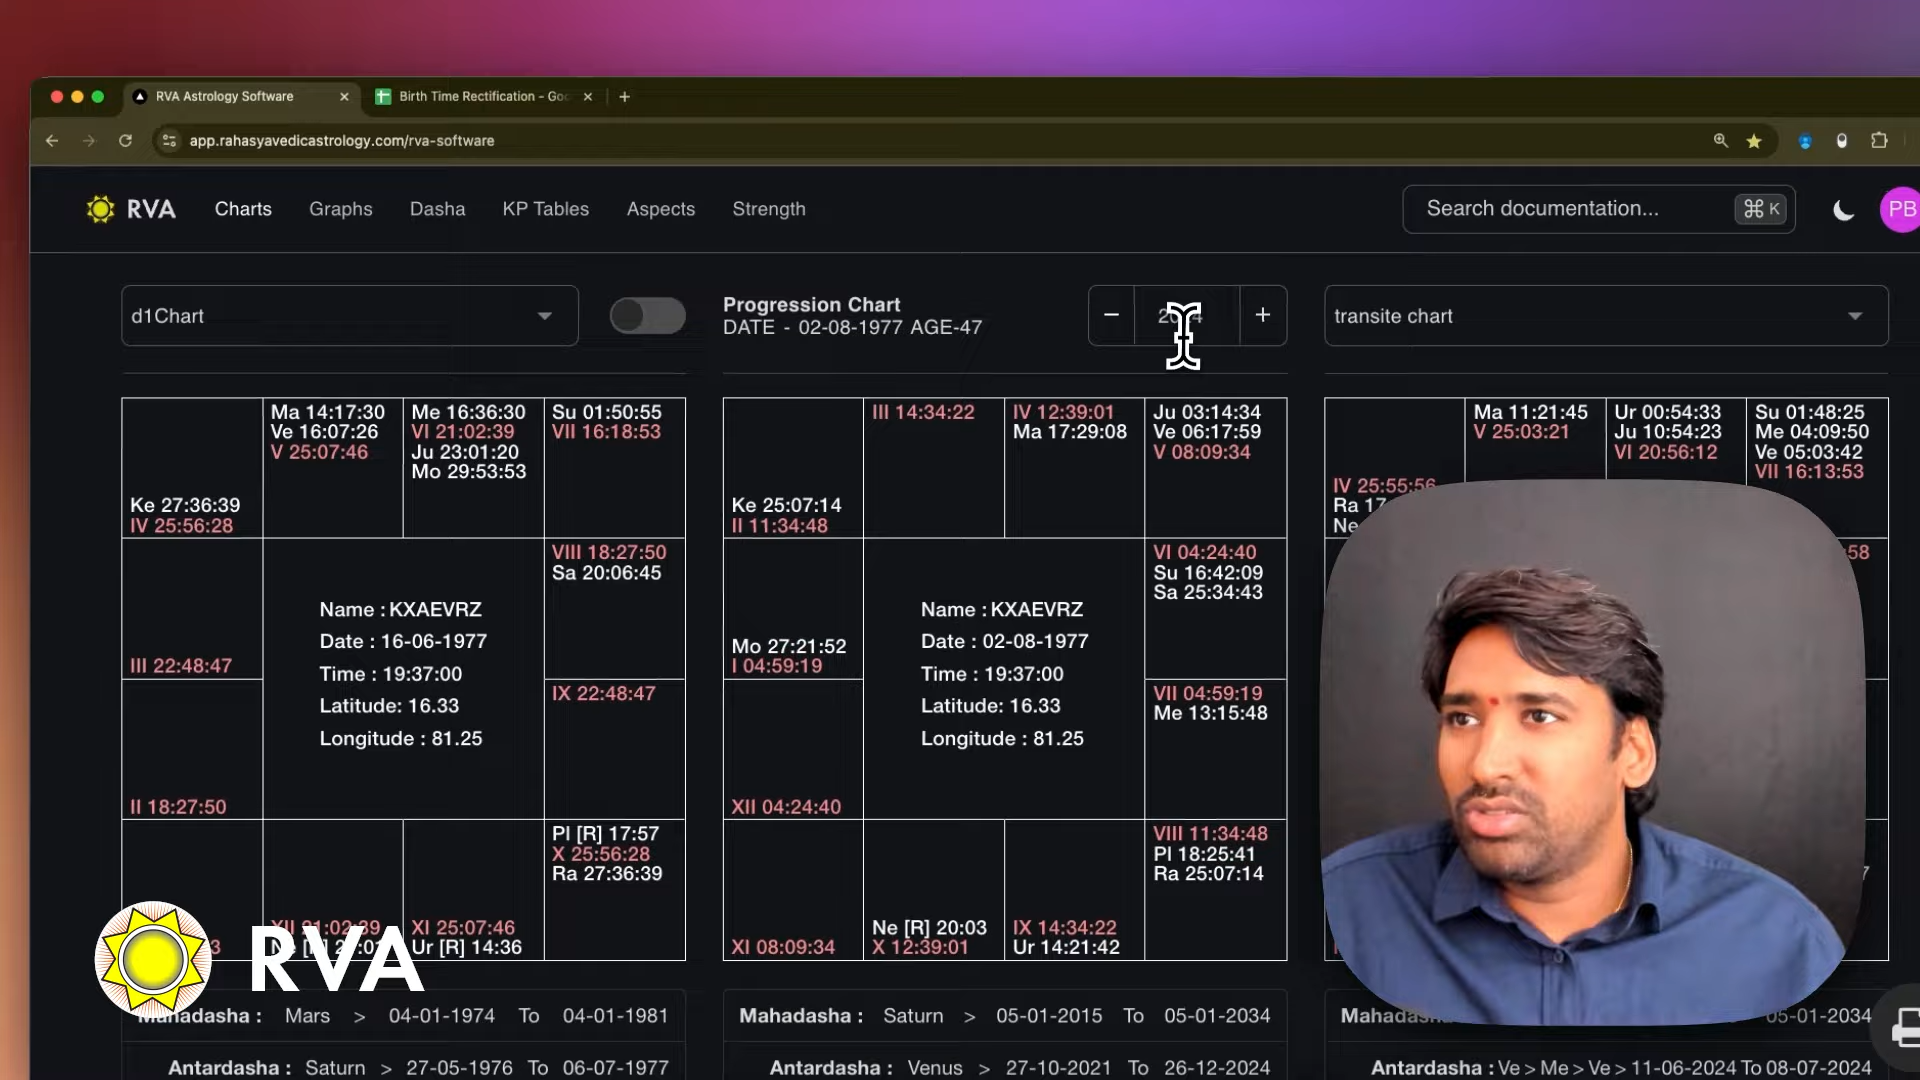 RVA Astrology Software
Birth Time Rectification - Goo
app.rahasyavedicastrology.com/rva-software
RVA
Charts
Graphs
Dasha
KP Tables
Aspects
Strength
Search documentation...
⌘ K
PB
d1Chart
Progression Chart
DATE - 02-08-1977 AGE-47
−
+
transite chart
Ma 14:17:30
Ve 16:07:26
V 25:07:46
Me 16:36:30
VI 21:02:39
Ju 23:01:20
Mo 29:53:53
Su 01:50:55
VII 16:18:53
Ke 27:36:39
IV 25:56:28
VIII 18:27:50
Sa 20:06:45
Name : KXAEVRZ
Date : 16-06-1977
Time : 19:37:00
Latitude: 16.33
Longitude : 81.25
III 22:48:47
IX 22:48:47
II 18:27:50
Pl [R] 17:57
X 25:56:28
Ra 27:36:39
XI 25:07:46
Ur [R] 14:36
III 14:34:22
IV 12:39:01
Ma 17:29:08
Ju 03:14:34
Ve 06:17:59
V 08:09:34
Ke 25:07:14
II 11:34:48
VI 04:24:40
Su 16:42:09
Sa 25:34:43
Name : KXAEVRZ
Date : 02-08-1977
Time : 19:37:00
Latitude: 16.33
Longitude : 81.25
Mo 27:21:52
I 04:59:19
VII 04:59:19
Me 13:15:48
XII 04:24:40
VIII 11:34:48
Pl 18:25:41
Ra 25:07:14
XI 08:09:34
Ne [R] 20:03
X 12:39:01
IX 14:34:22
Ur 14:21:42
Ma 11:21:45
V 25:03:21
Ur 00:54:33
Ju 10:54:23
VI 20:56:12
Su 01:48:25
Me 04:09:50
Ve 05:03:42
VII 16:13:53
IV 25:55:56
Ra 17
Ne
58
RVA
Mahadasha : Mars > 04-01-1974 To 04-01-1981
Antardasha : Saturn > 27-05-1976 To 06-07-1977
Mahadasha : Saturn > 05-01-2015 To 05-01-2034
Antardasha : Venus > 27-10-2021 To 26-12-2024
05-01-2034
Antardasha : Ve > Me > Ve > 11-06-2024 To 08-07-2024